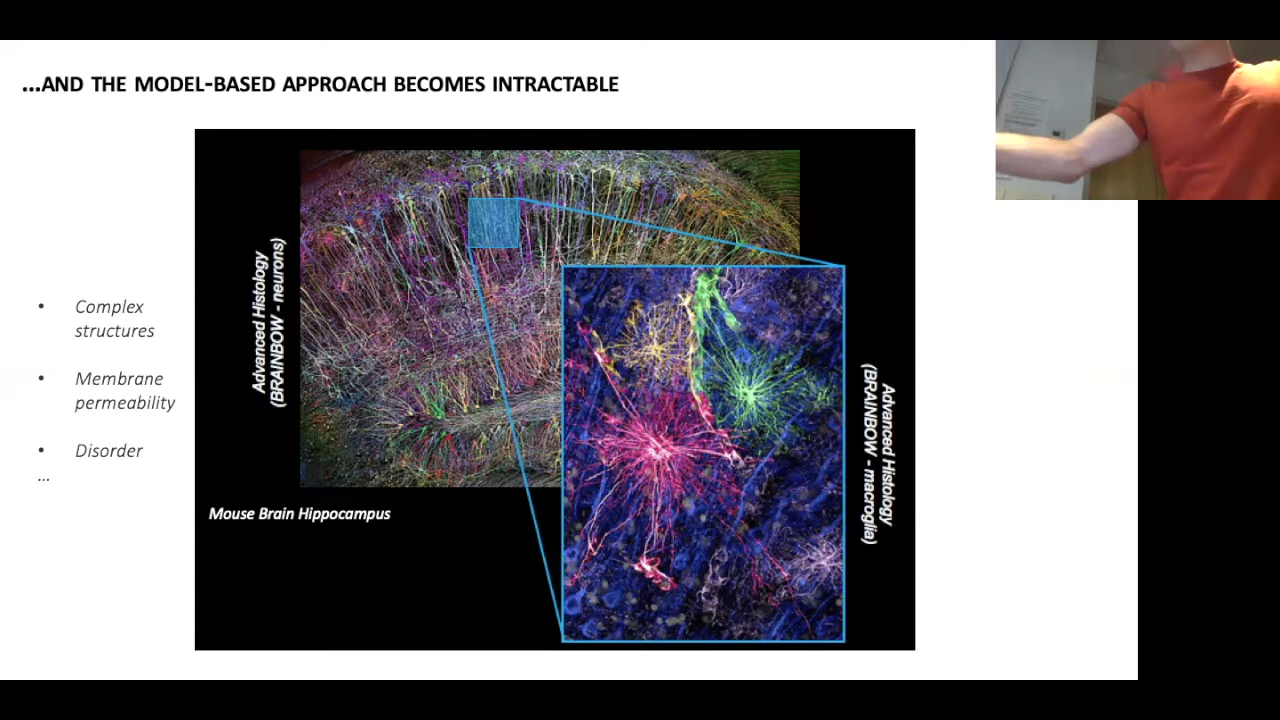 ...AND THE MODEL-BASED APPROACH BECOMES INTRACTABLE
• Complex
structures
• Membrane
permeability
• Disorder
...
Advanced Histology
(BRAINBOW - neurons)
Mouse Brain Hippocampus
Advanced Histology
(BRAINBOW - macroglia)